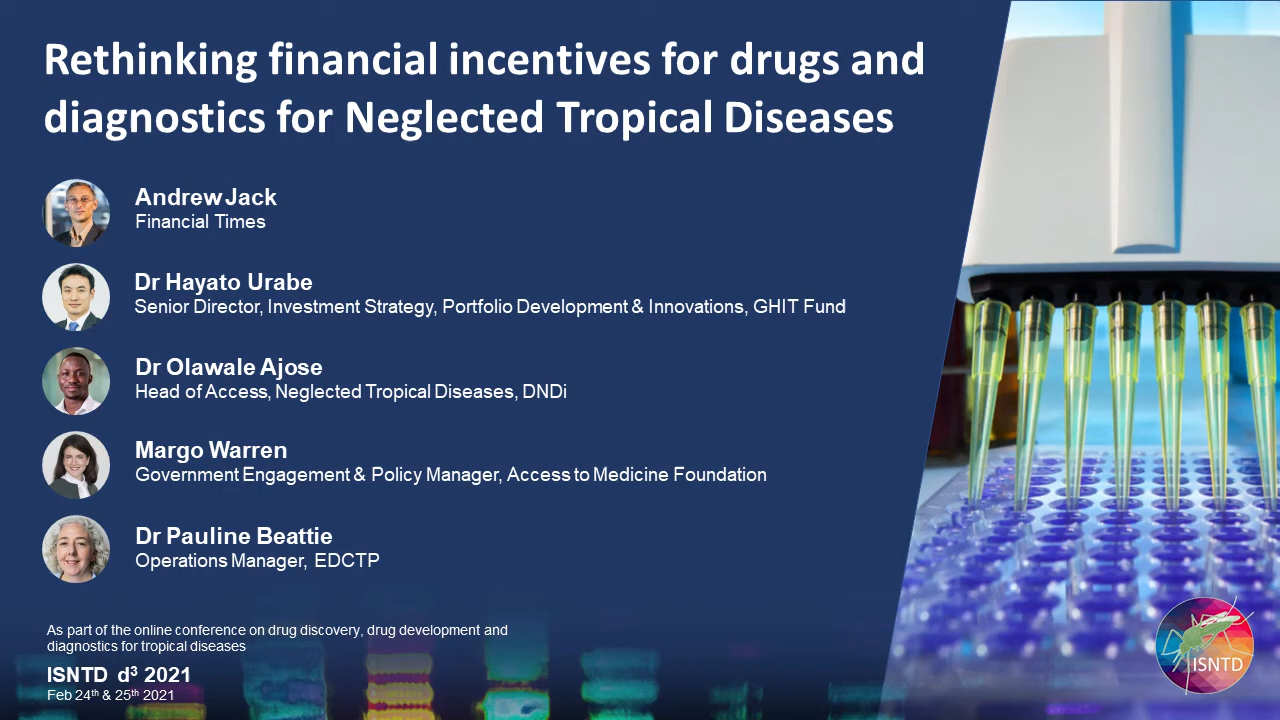 Rethinking financial incentives for drugs and
diagnostics for Neglected Tropical Diseases
Andrew Jack
Financial Times
Dr Hayato Urabe
Senior Director, Investment Strategy, Portfolio Development & Innovations, GHIT Fund
Dr Olawale Ajose
Head of Access, Neglected Tropical Diseases, DNDi
Margo Warren
Government Engagement & Policy Manager, Access to Medicine Foundation
Dr Pauline Beattie
Operations Manager, EDCTP
As part of the online conference on drug discovery, drug development and
diagnostics for tropical diseases
ISNTD d³ 2021
Feb 24th & 25th 2021
ISNTD